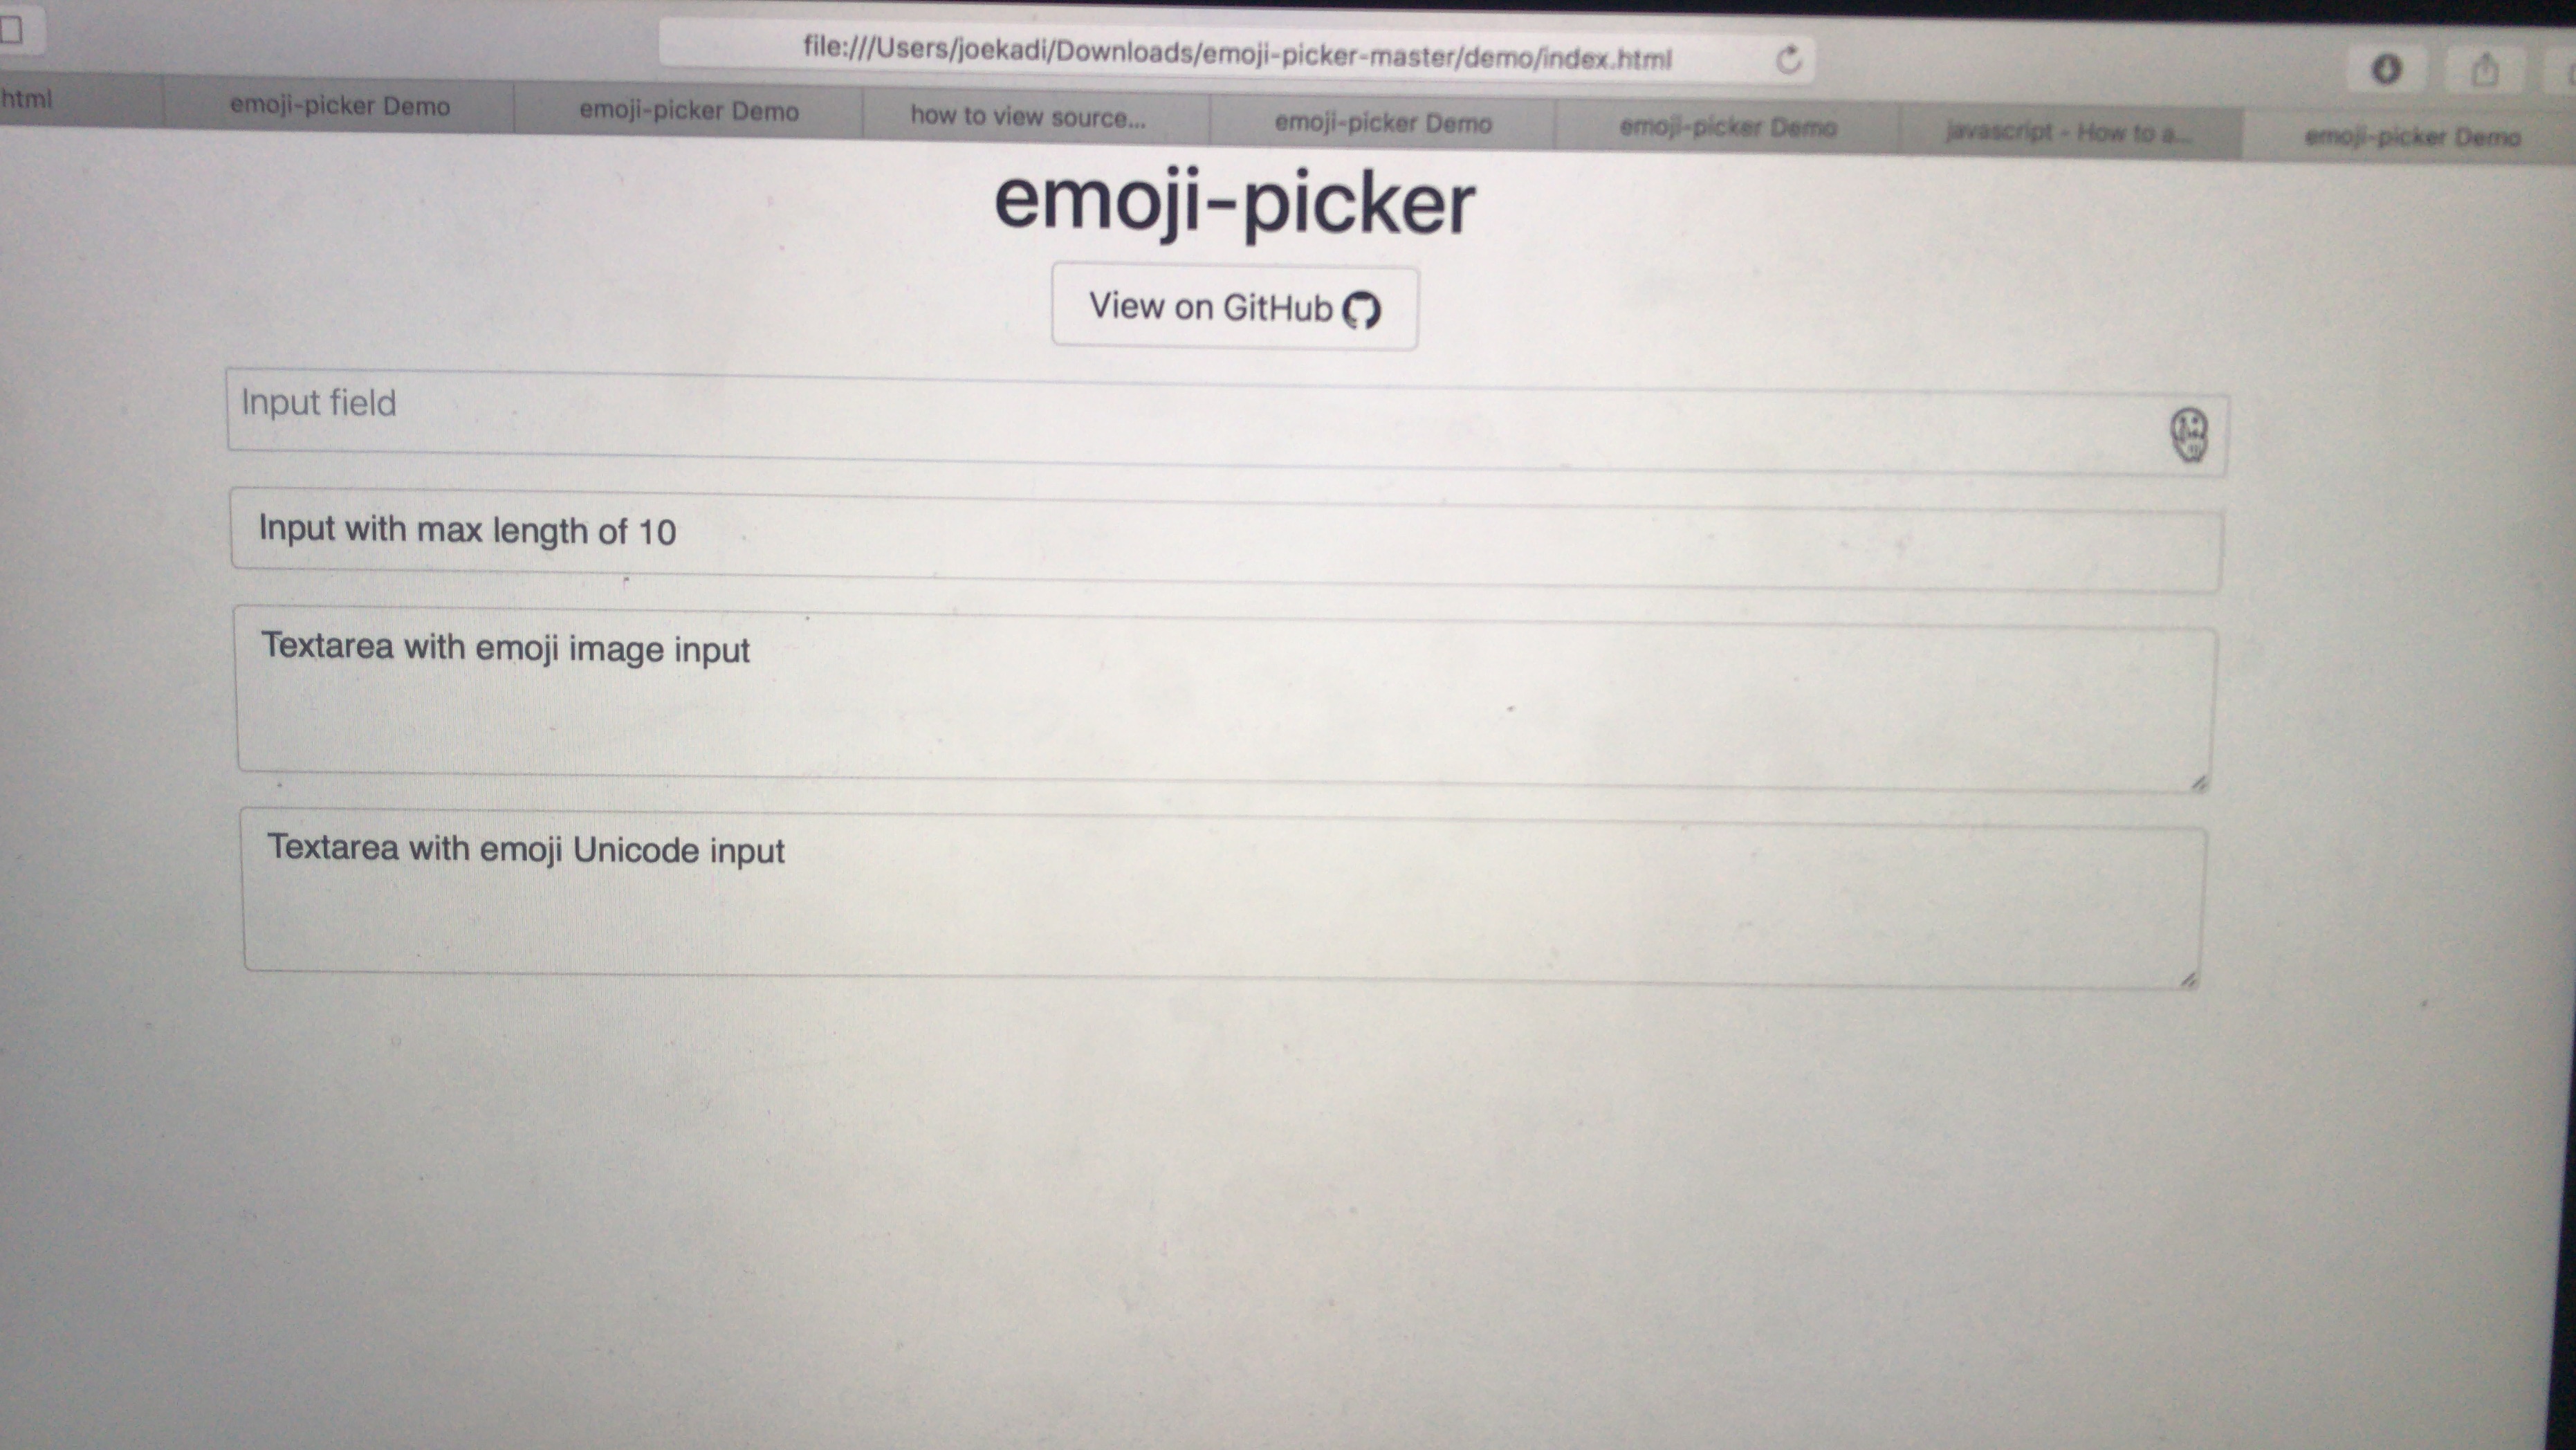 file:///Users/joekadi/Downloads/emoji-picker-master/demo/index.html
html
emoji-picker Demo
emoji-picker Demo
how to view source...
emoji-picker Demo
emoji-picker Demo
javascript - How to a...
emoji-picker Demo
emoji-picker
View on GitHub
Input field
Input with max length of 10
Textarea with emoji image input
Textarea with emoji Unicode input